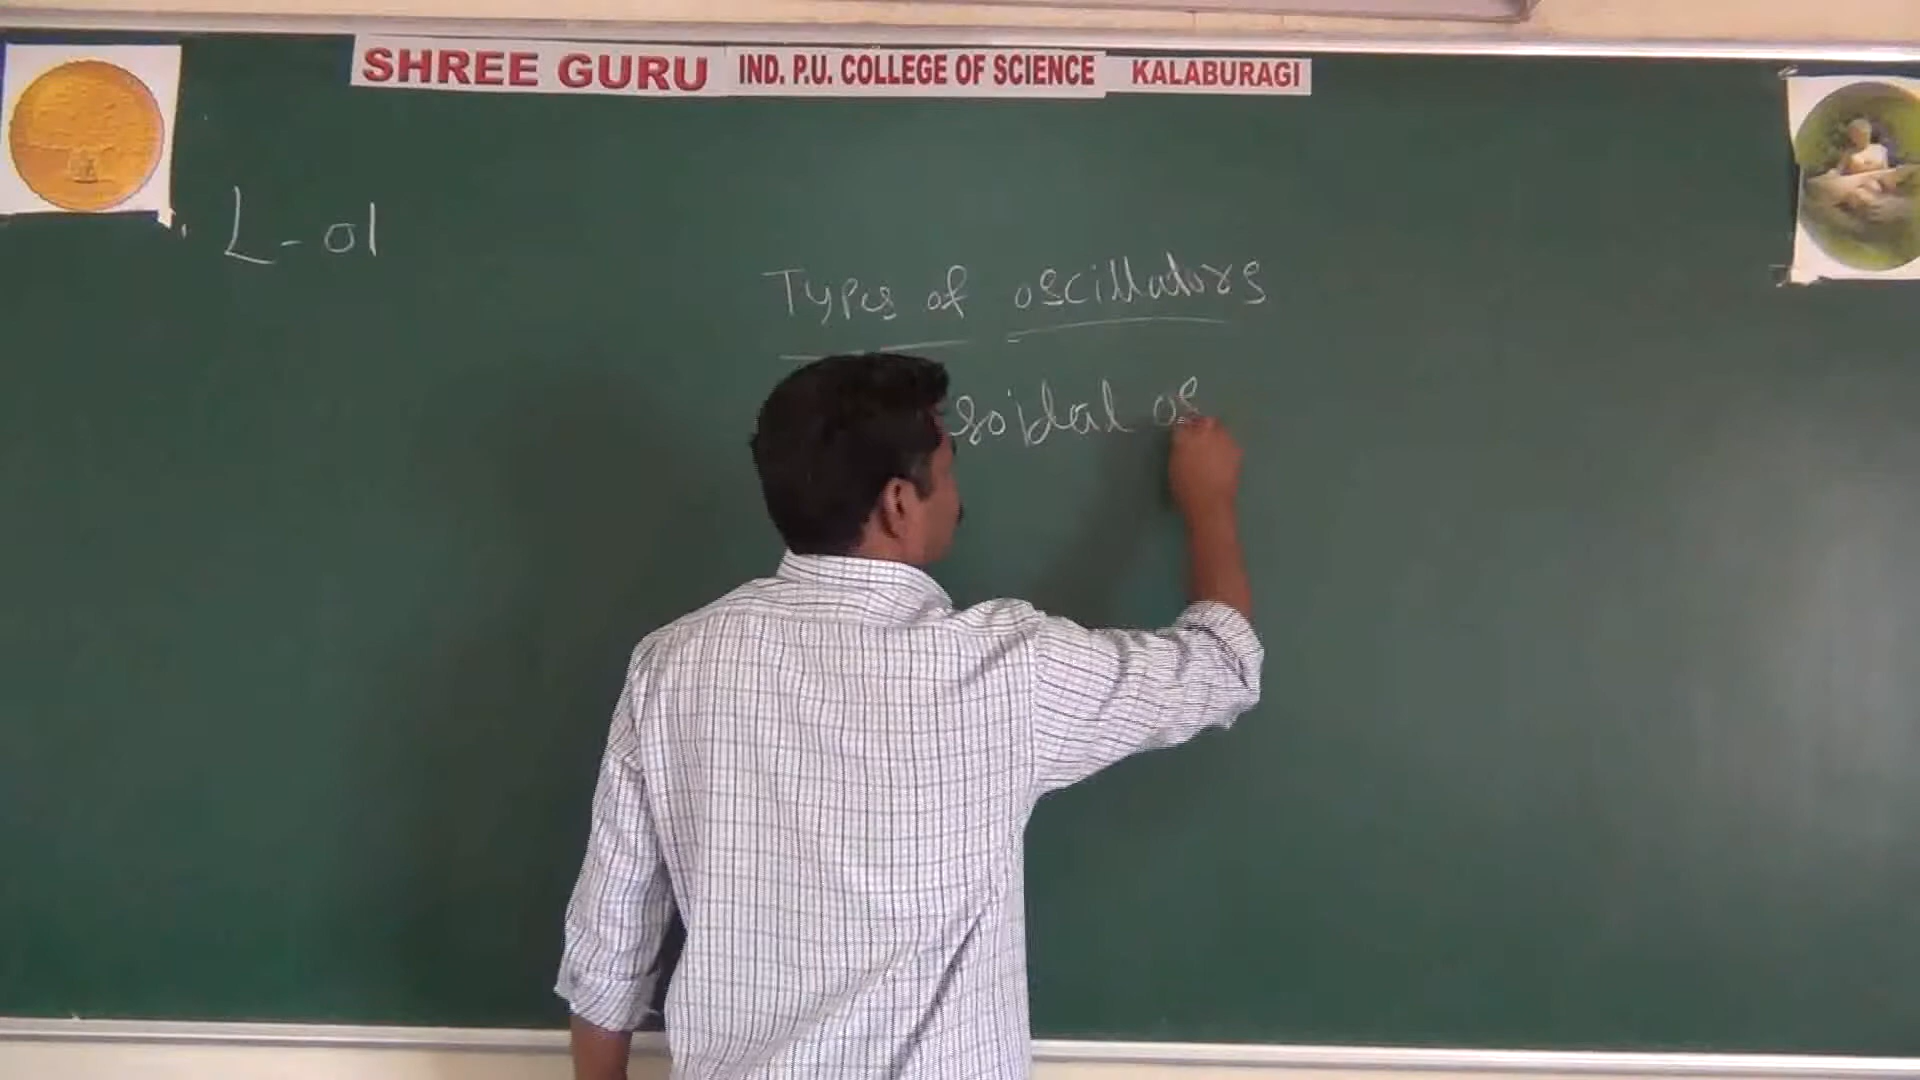 SHREE GURU IND. P.U. COLLEGE OF SCIENCE KALABURAGI
L-01
Types of oscillators
soidal os